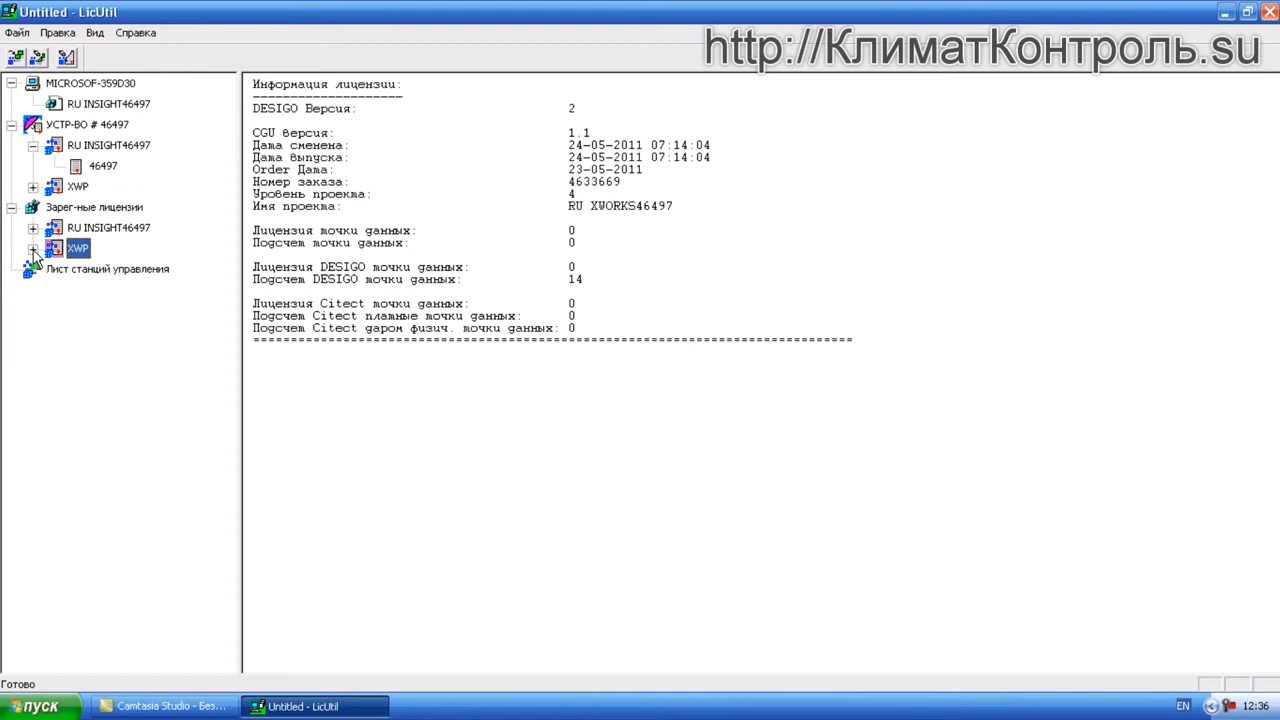 Untitled - LicUtil
Файл Правка Вид Справка
http://КлиматКонтроль.su
MICROSOF-359D30
RU INSIGHT46497
УСТР-ВО # 46497
RU INSIGHT46497
46497
XWP
Зарег-ные лицензии
RU INSIGHT46497
XWP
Лист станций управления
Информация лицензии:
--------------------
DESIGO Версия: 2
CGU версия: 1.1
Дата сменена: 24-05-2011 07:14:04
Дата выпуска: 24-05-2011 07:14:04
Order Дата: 23-05-2011
Номер заказа: 4633669
Уровень проекта: 4
Имя проекта: RU XWORKS46497
Лицензия точки данных: 0
Подсчет точки данных: 0
Лицензия DESIGO точки данных: 0
Подсчет DESIGO точки данных: 14
Лицензия Citect точки данных: 0
Подсчет Citect платные точки данных: 0
Подсчет Citect даром физич. точки данных: 0
================================================================================
Готово
пуск Camtasia Studio - Без... Untitled - LicUtil EN 12:36